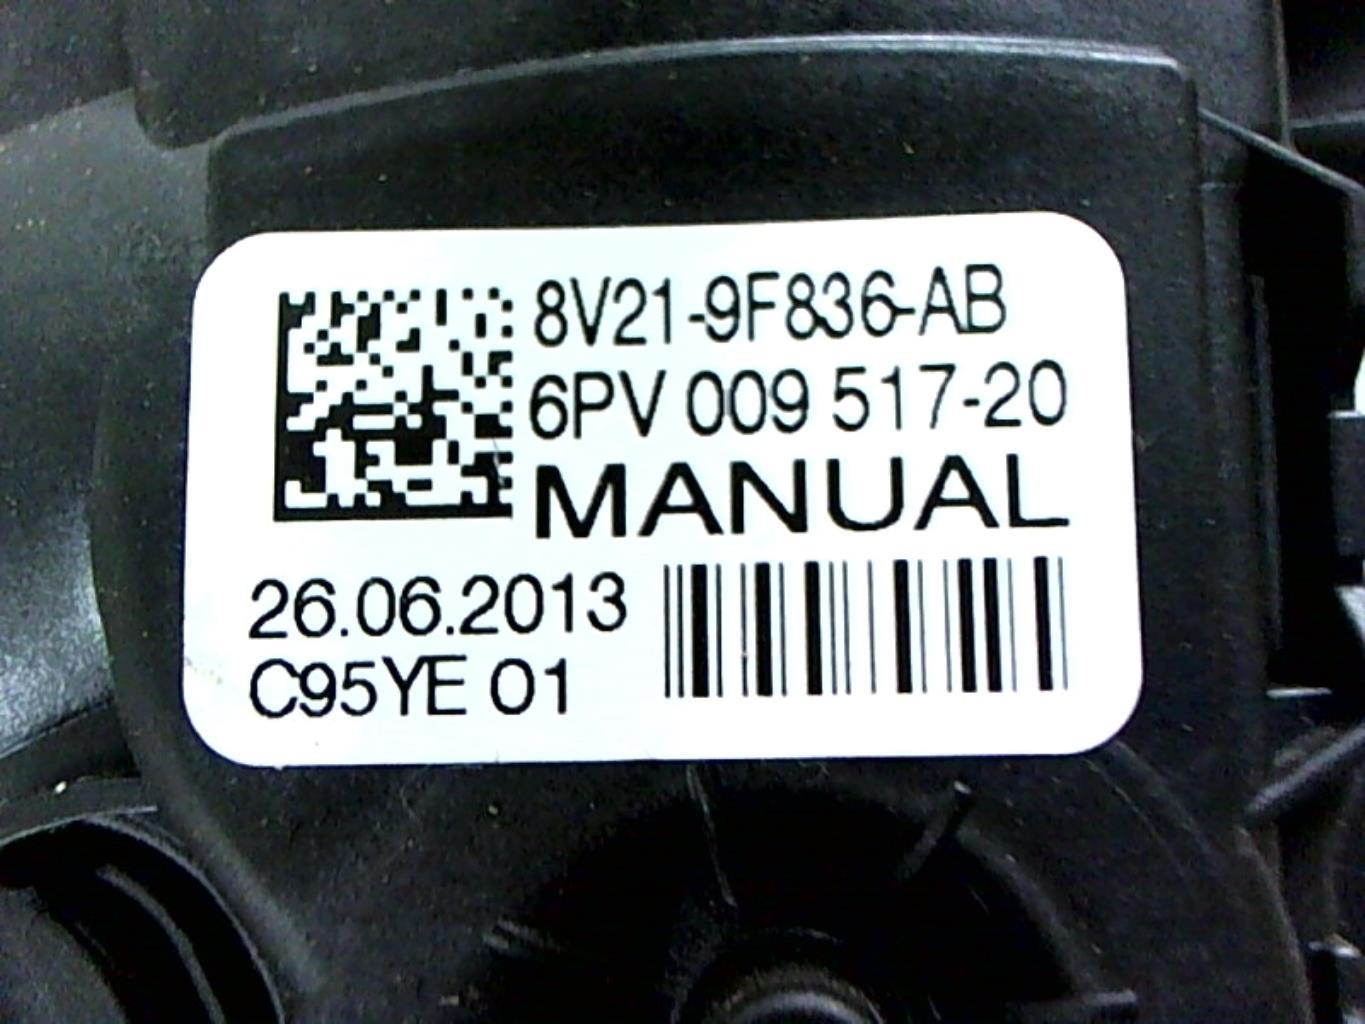 8V21-9F836-AB
6PV 009 517-20
MANUAL
26.06.2013
C95YE 01